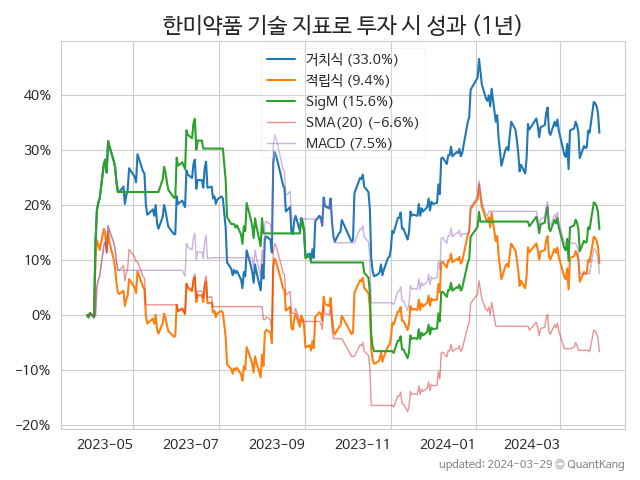 한미약품 기술 지표로 투자 시 성과 (1년)
거치식 (33.0%)
적립식 (9.4%)
SigM (15.6%)
SMA(20) (−6.6%)
MACD (7.5%)
40%
30%
20%
10%
0%
−10%
−20%
2023-05 2023-07 2023-09 2023-11 2024-01 2024-03
updated: 2024-03-29 © QuantKang